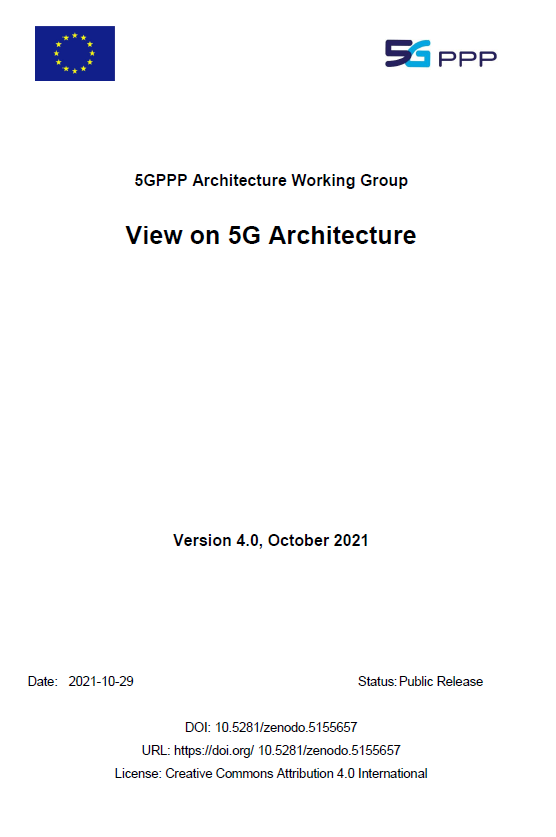 5G PPP
5GPPP Architecture Working Group
View on 5G Architecture
Version 4.0, October 2021
Date: 2021-10-29 Status: Public Release
DOI: 10.5281/zenodo.5155657
URL: https://doi.org/ 10.5281/zenodo.5155657
License: Creative Commons Attribution 4.0 International